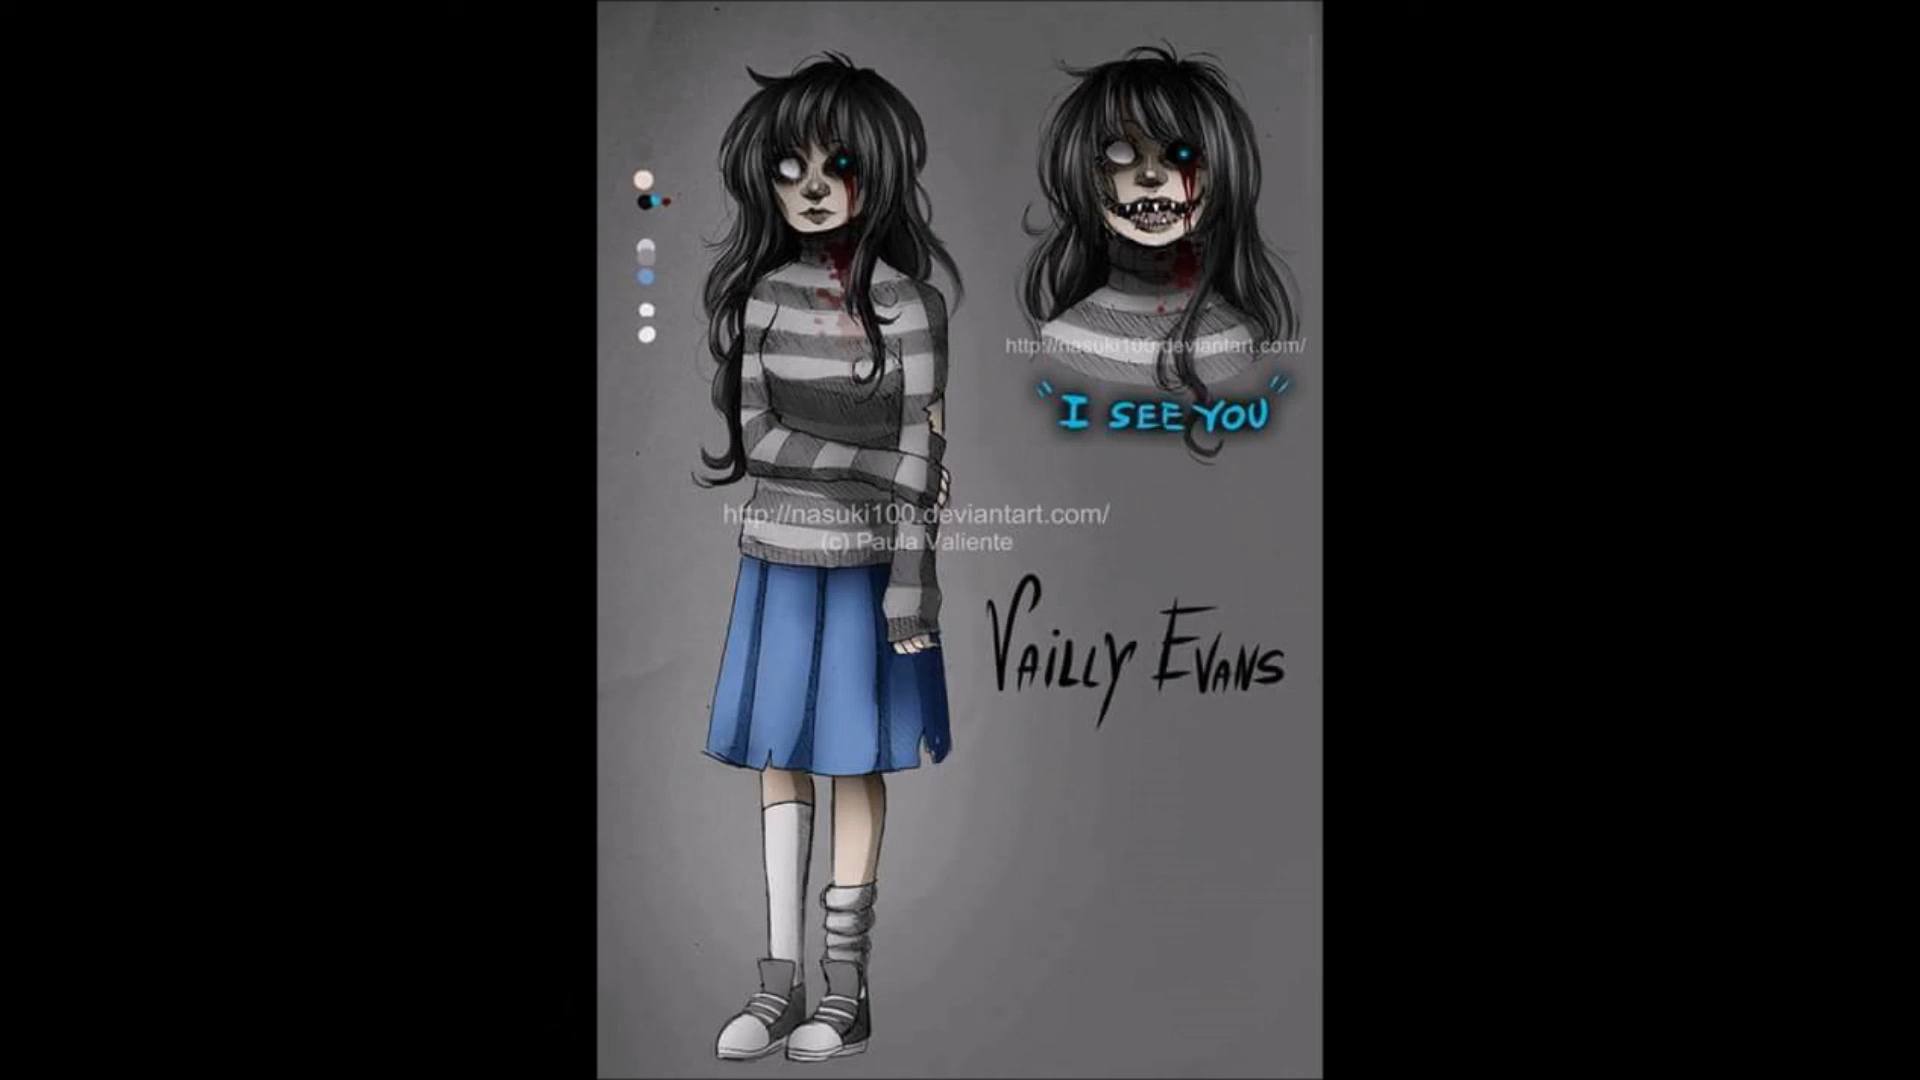 http://nasuki100.deviantart.com/
"I SEE YOU"
http://nasuki100.deviantart.com/
(c) Paula Valiente
VAiLLY EVANS